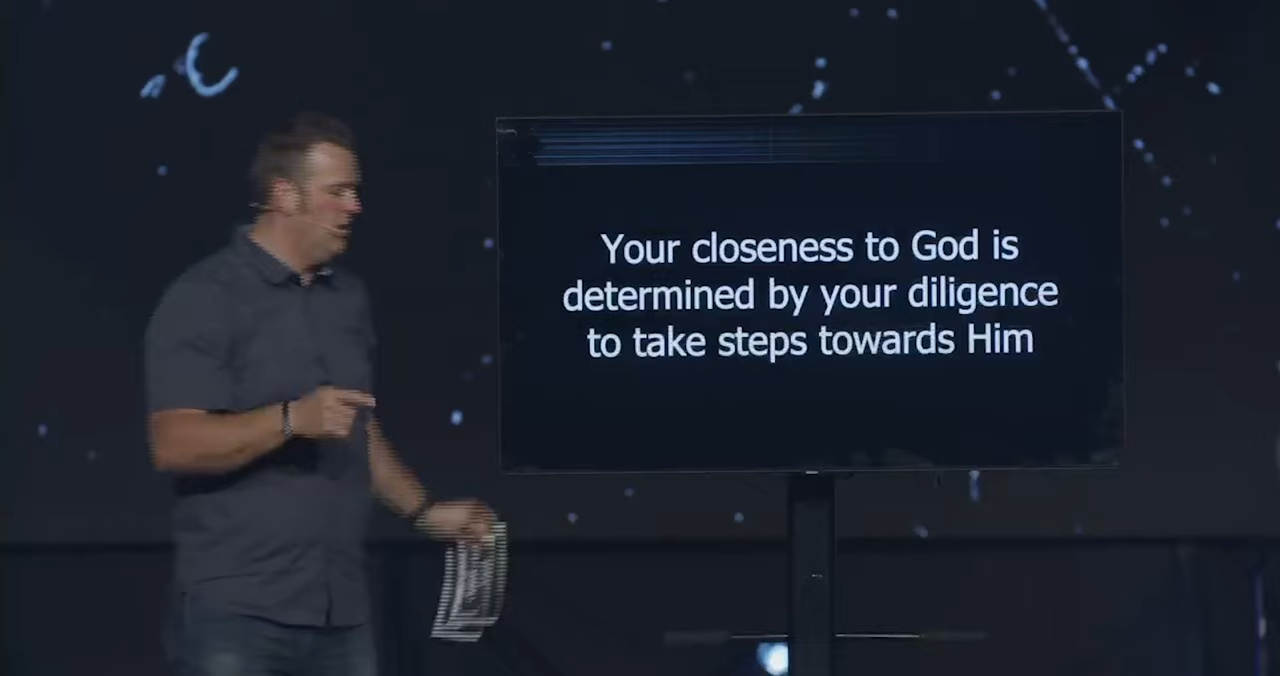 Your closeness to God is
determined by your diligence
to take steps towards Him